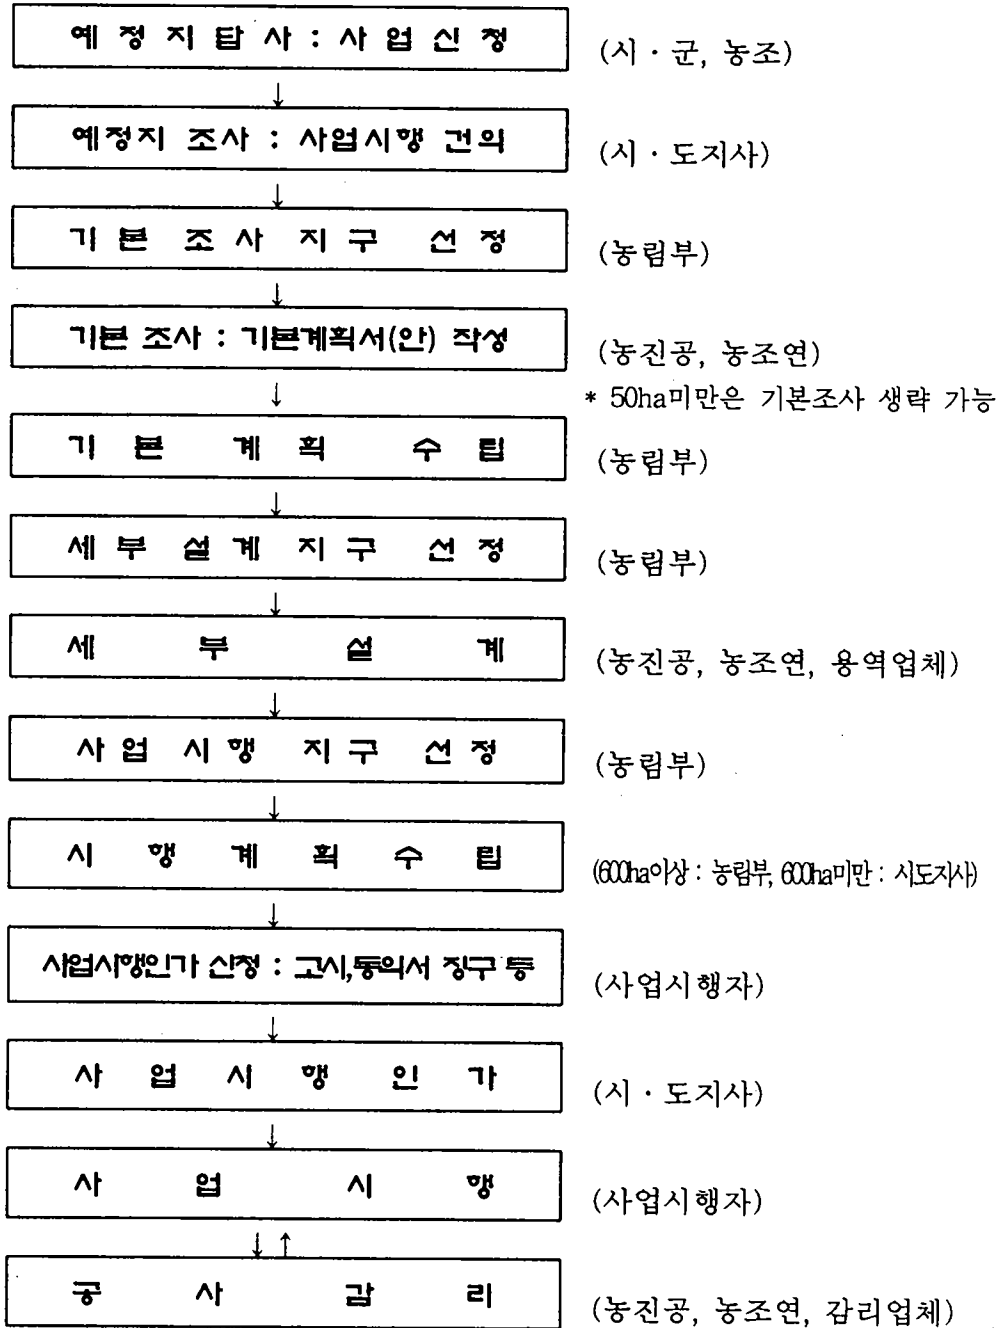 예정지답사 : 사업신정 (시 · 군, 농조)
↓
예정지 조사 : 사업시행 건의 (시 · 도지사)
↓
기본조사지구 선정 (농림부)
↓
기본 조사 : 기본계획서(안) 작성 (농진공, 농조연)
↓ * 50ha미만은 기본조사 생략 가능
기본 계획 수립 (농림부)
↓
세부설계지구 선정 (농림부)
↓
세부설계 (농진공, 농조연, 용역업체)
↓
사업시행지구 선정 (농림부)
↓
시행계획수립 (600ha이상 : 농림부, 600ha미만 : 시도지사)
↓
사업시행인가 신정 : 고시,동의서 징구 등 (사업시행자)
↓
사업시행인가 (시 · 도지사)
↓
사업시행 (사업시행자)
↓ ↑
공사감리 (농진공, 농조연, 감리업체)